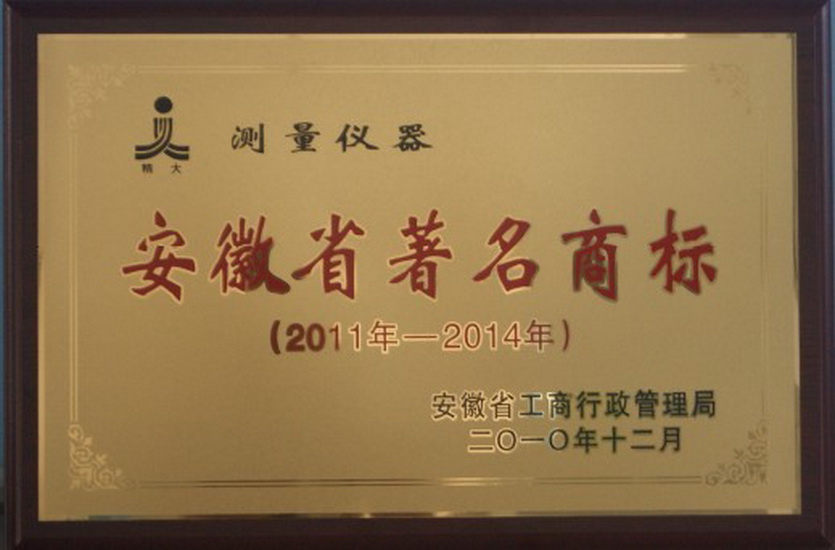 测量仪器
精大
安徽省著名商标
(2011年—2014年)
安徽省工商行政管理局
二〇一〇年十二月